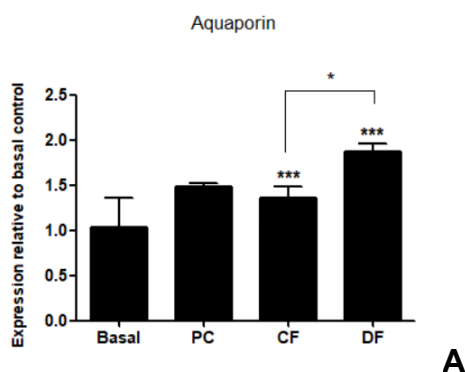 Aquaporin
Expression relative to basal control
2.5
2.0
1.5
1.0
0.5
0.0
*
***
***
Basal PC CF DF
A